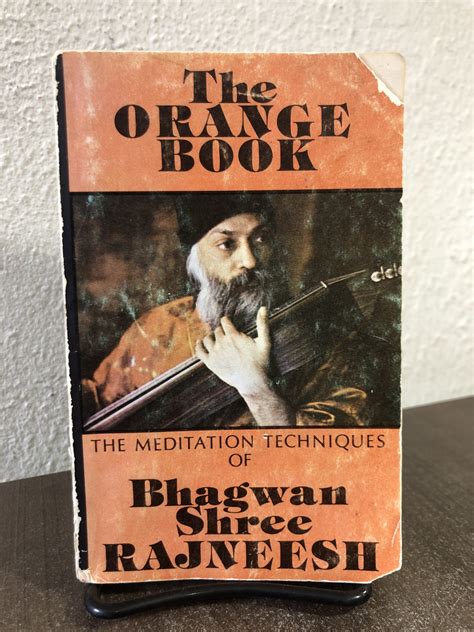 The
ORANGE
BOOK
THE MEDITATION TECHNIQUES
OF
Bhagwan
Shree
RAJNEESH